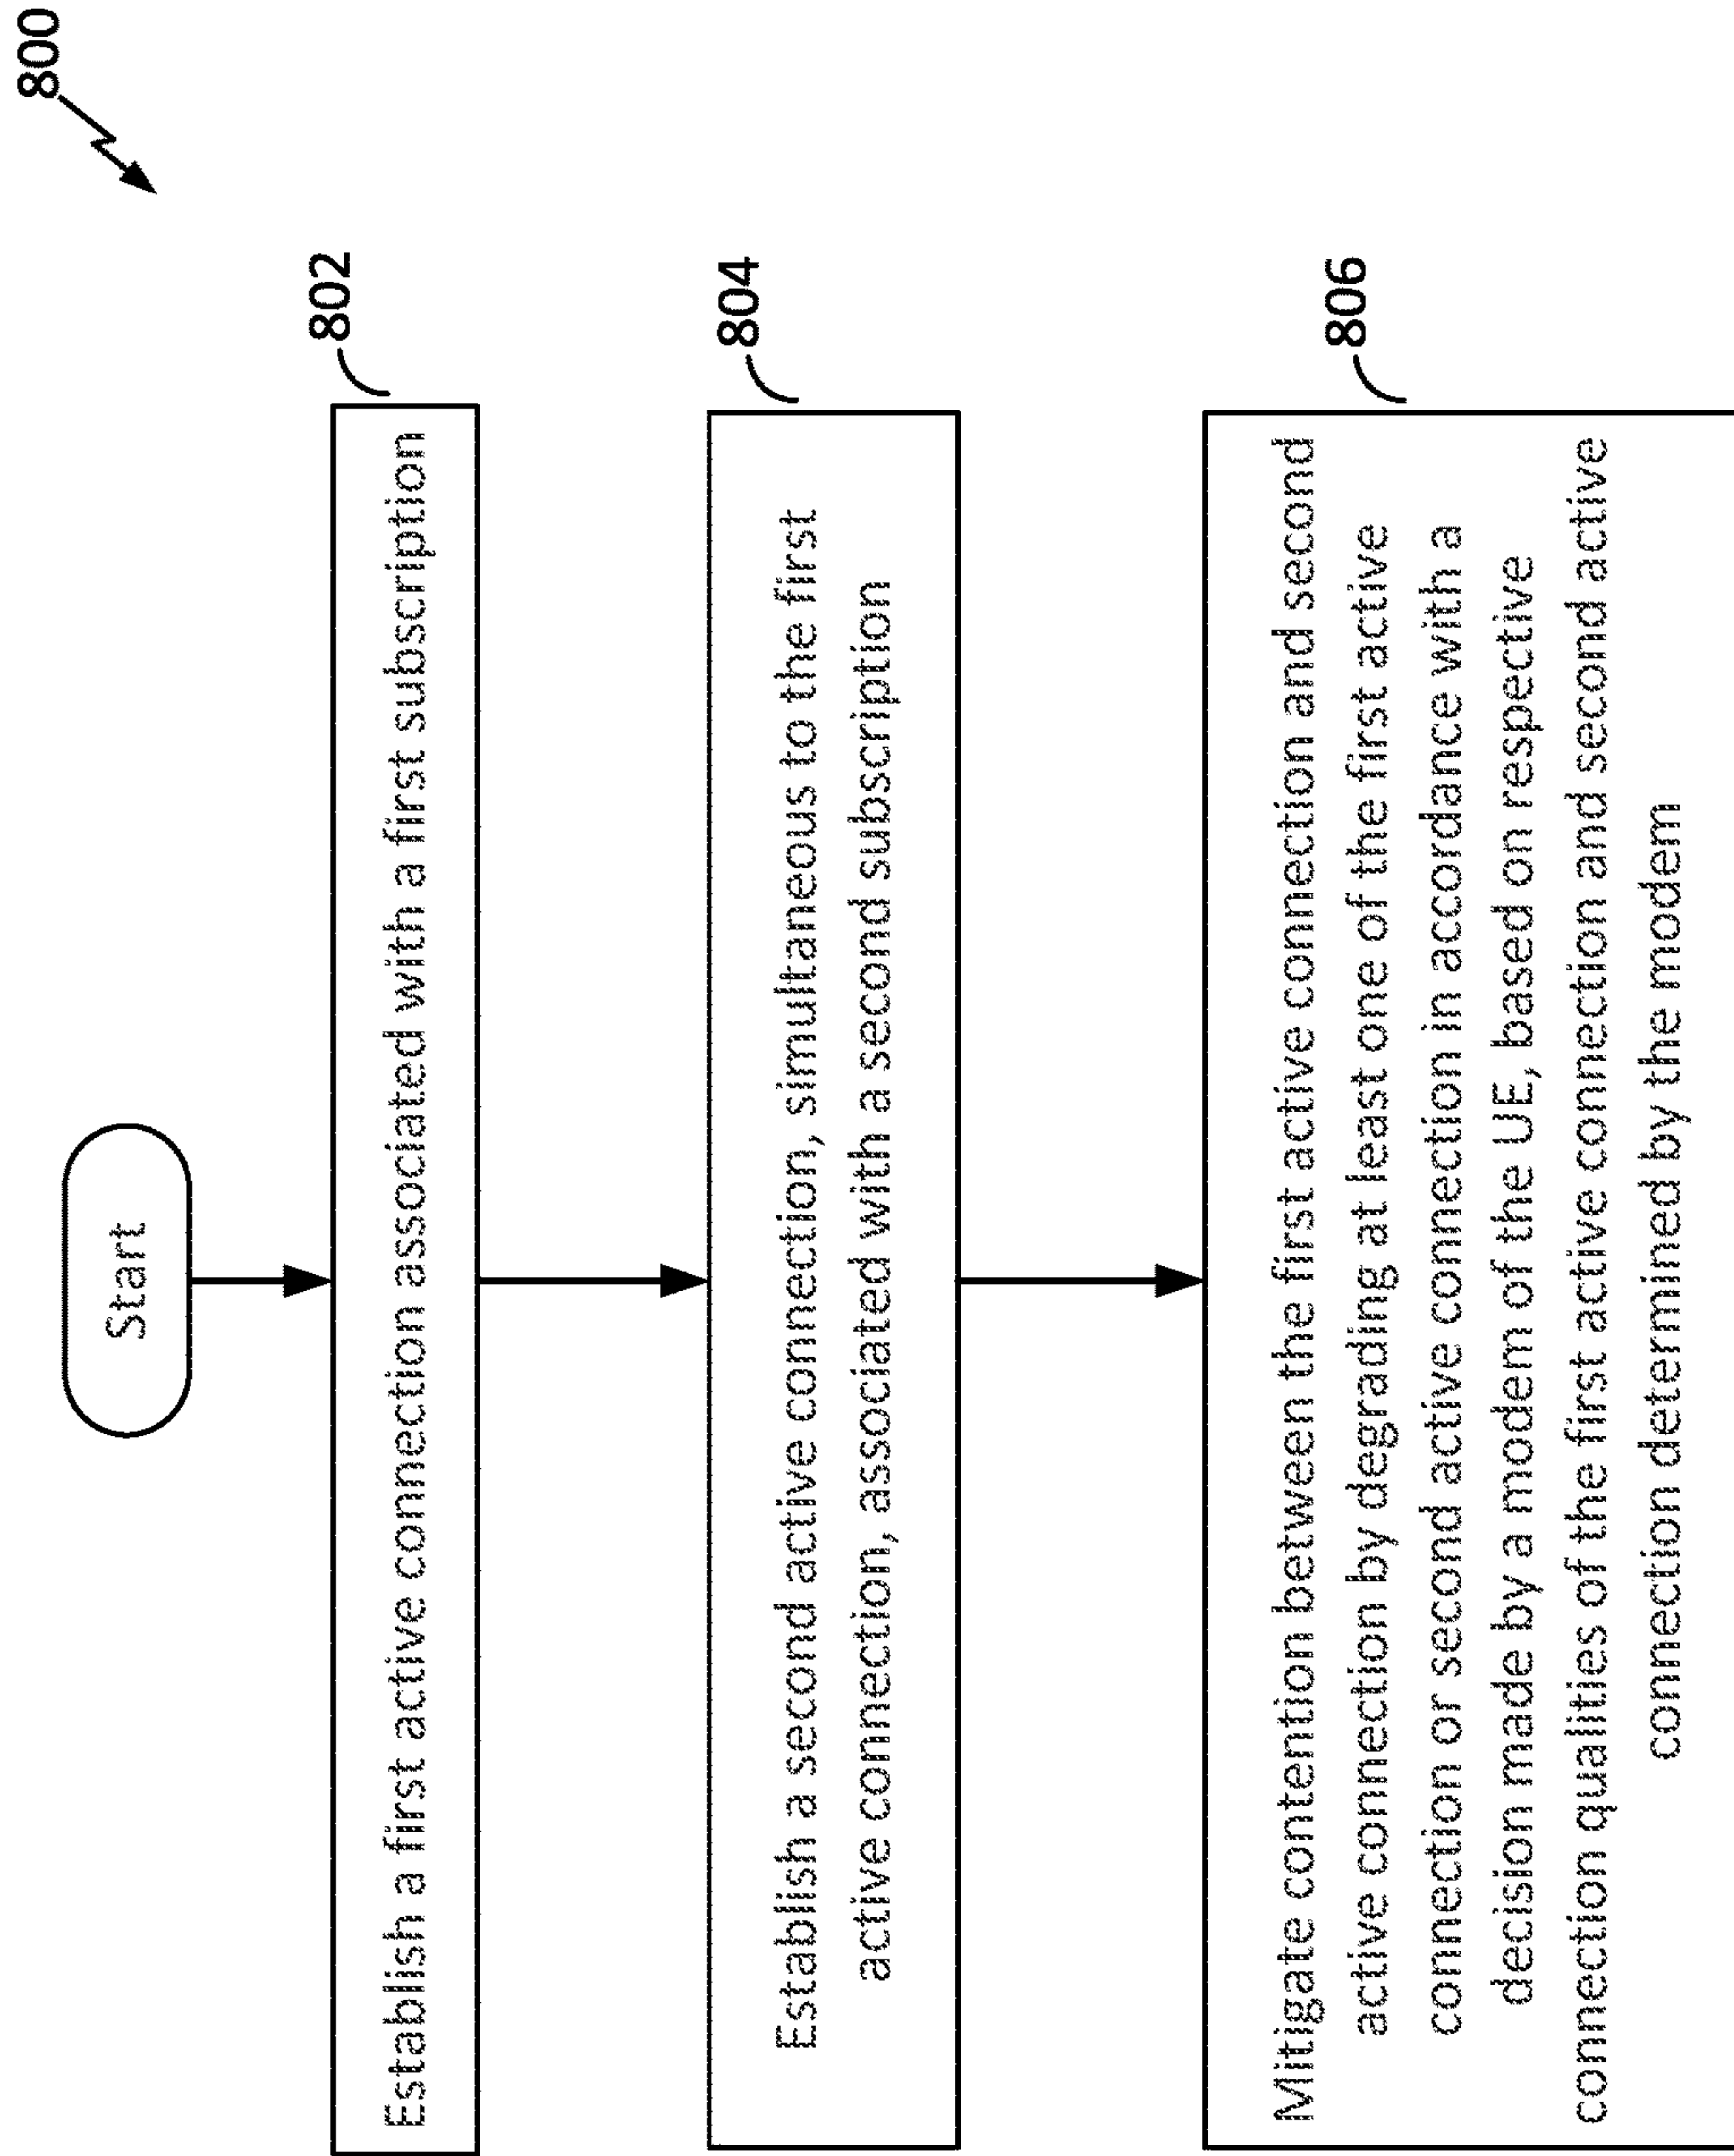 800
Start
802
Establish a first active connection associated with a first subscription
804
Establish a second active connection, simultaneous to the first
active connection, associated with a second subscription
806
Mitigate contention between the first active connection and second
active connection by degrading at least one of the first active
connection or second active connection in accordance with a
decision made by a modem of the UE, based on respective
connection qualities of the first active connection and second active
connection determined by the modem